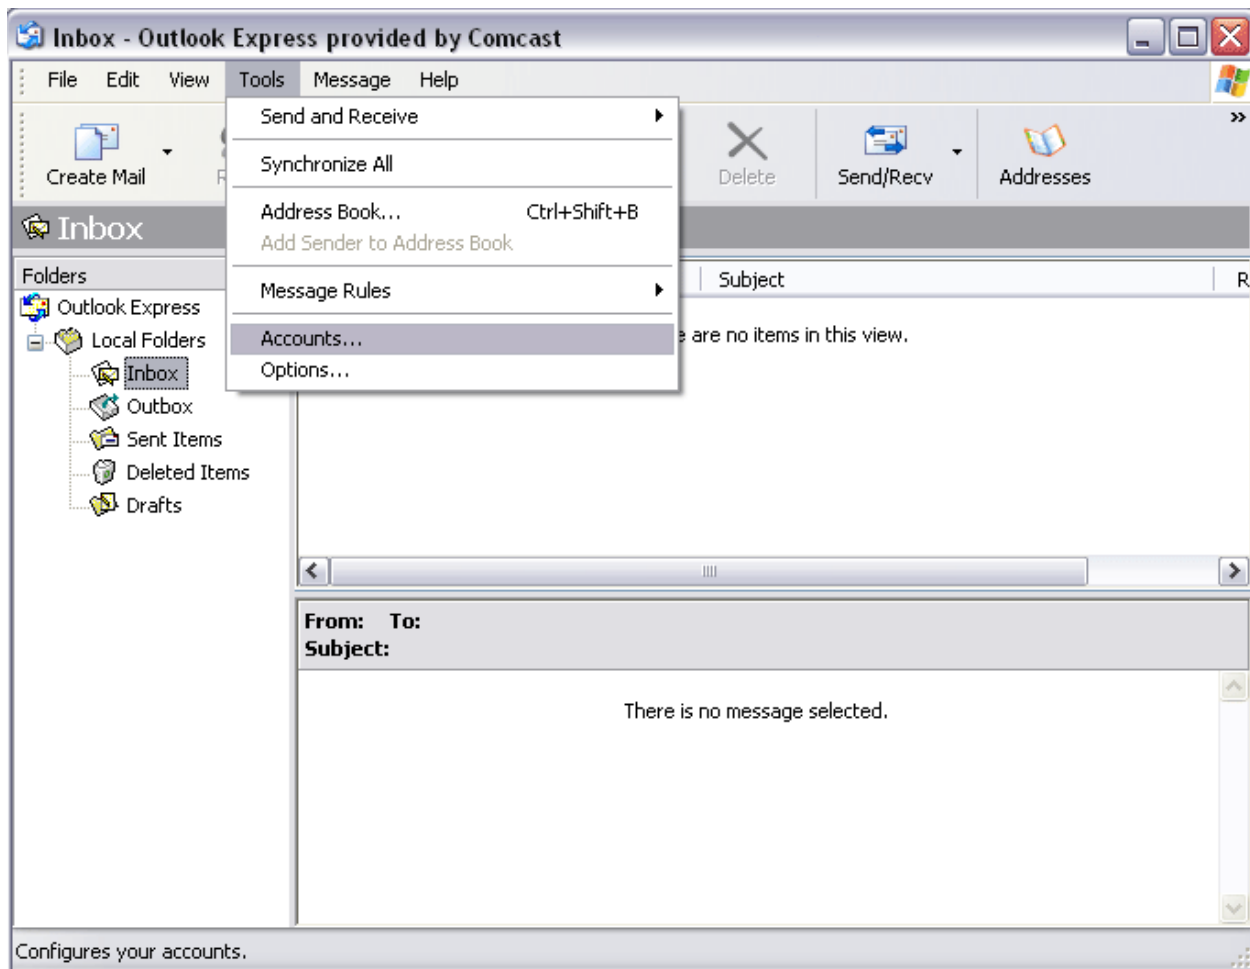 Inbox - Outlook Express provided by Comcast
File Edit View Tools Message Help
Send and Receive
Synchronize All
Address Book... Ctrl+Shift+B
Add Sender to Address Book
Message Rules
Accounts...
Options...
Create Mail
Delete
Send/Recv
Addresses
Inbox
Folders
Outlook Express
Local Folders
Inbox
Outbox
Sent Items
Deleted Items
Drafts
Subject
are no items in this view.
From: To:
Subject:
There is no message selected.
Configures your accounts.